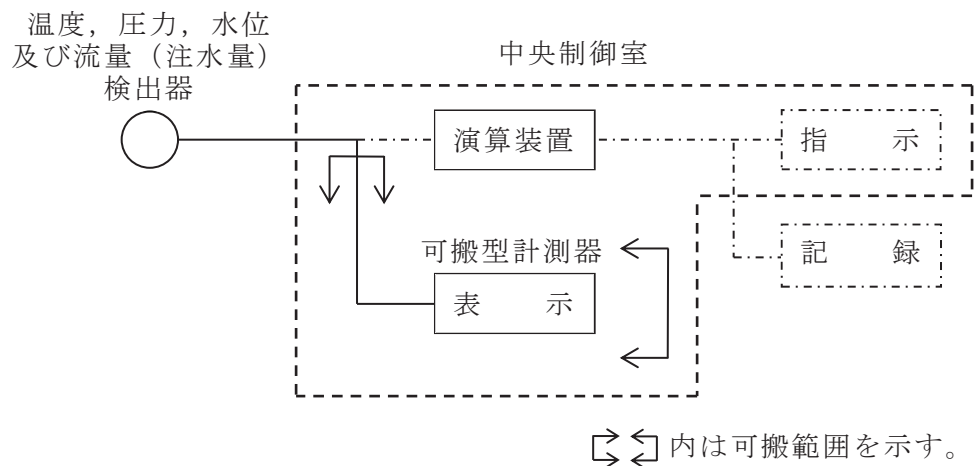 温度，圧力，水位
及び流量（注水量）
検出器
中央制御室
演算装置
指　　示
記　　録
可搬型計測器
表　　示
内は可搬範囲を示す。